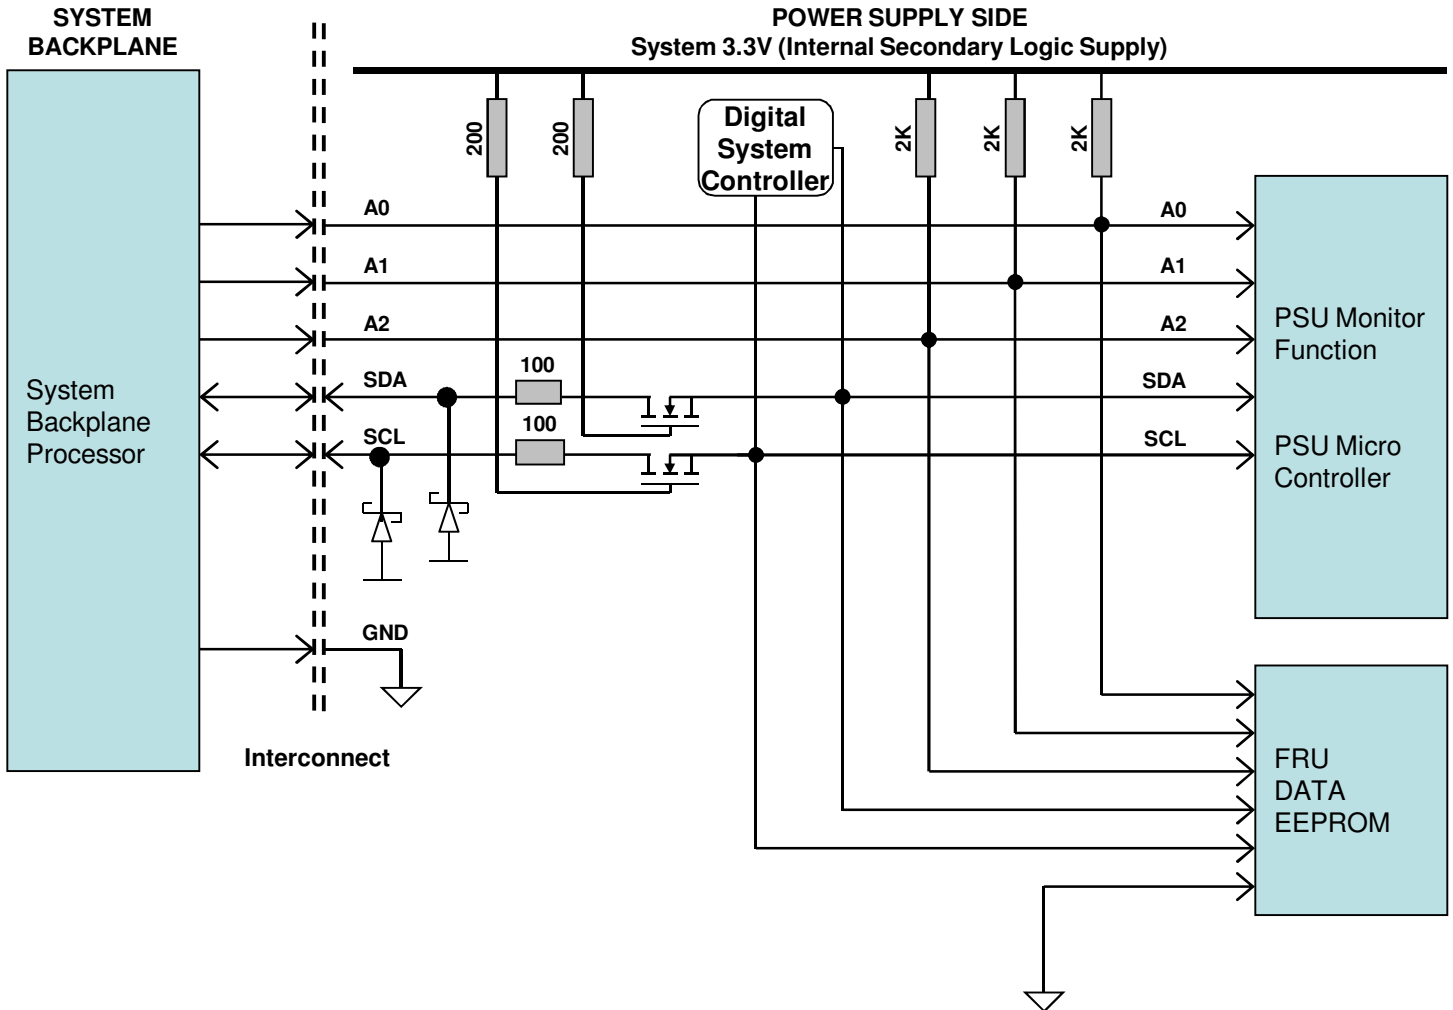 SYSTEM
BACKPLANE
POWER SUPPLY SIDE
System 3.3V (Internal Secondary Logic Supply)
200
200
Digital
System
Controller
2K
2K
2K
A0
A0
A1
A1
A2
A2
SDA
100
SDA
SCL
100
SCL
System
Backplane
Processor
PSU Monitor
Function
PSU Micro
Controller
GND
Interconnect
FRU
DATA
EEPROM